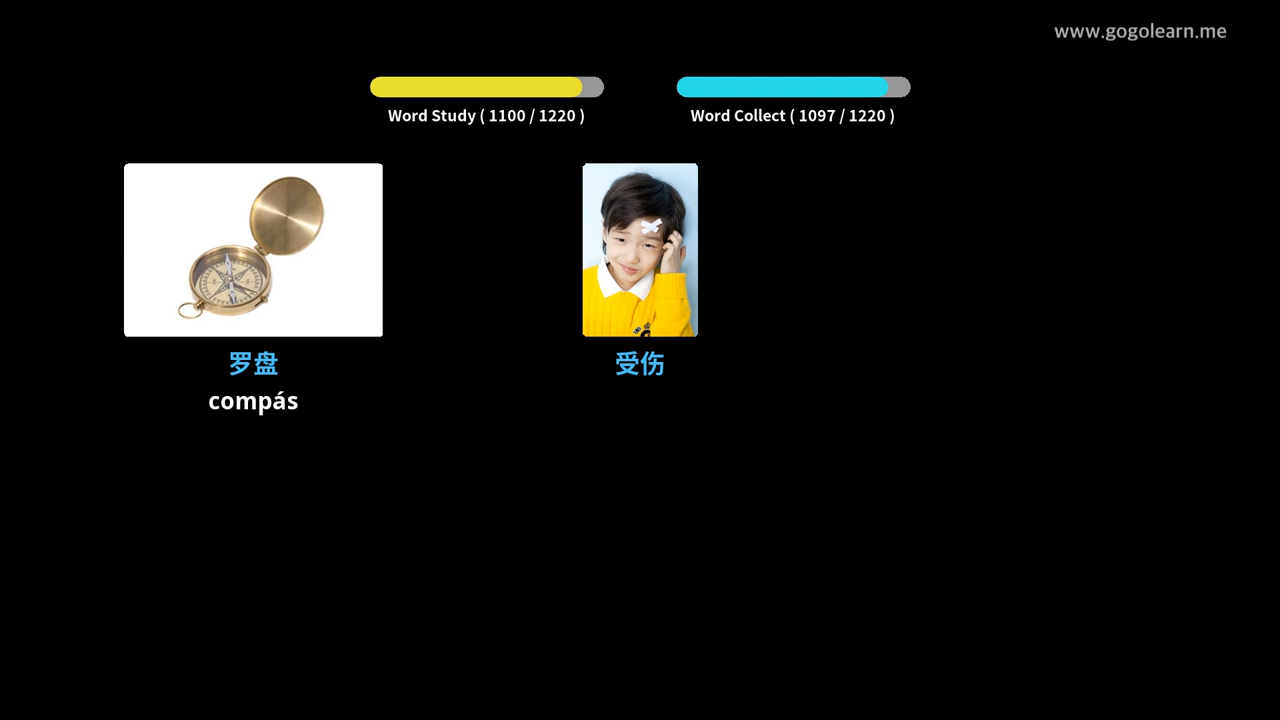 www.gogolearn.me
Word Study ( 1100 / 1220 )
Word Collect ( 1097 / 1220 )
罗盘
受伤
compás